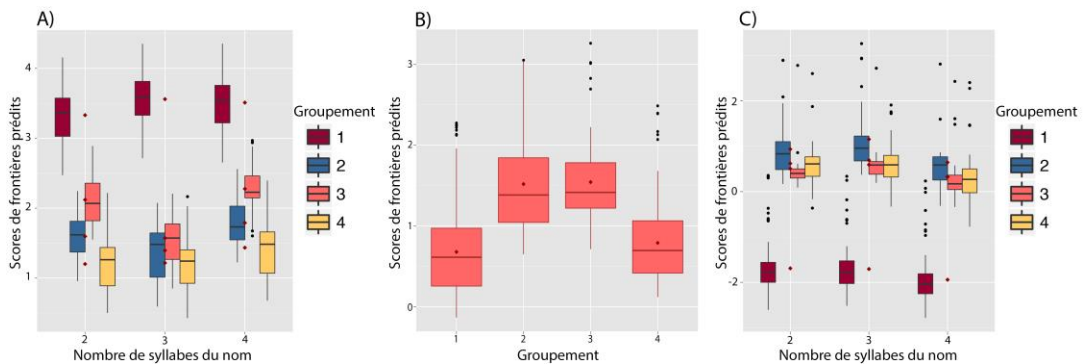 A)
Scores de frontières prédits
4
3
2
1
2
3
4
Nombre de syllabes du nom
Groupement
1
2
3
4
B)
Scores de frontières prédits
3
2
1
0
1
2
3
4
Groupement
C)
Scores de frontières prédits
2
0
-2
2
3
4
Nombre de syllabes du nom
Groupement
1
2
3
4